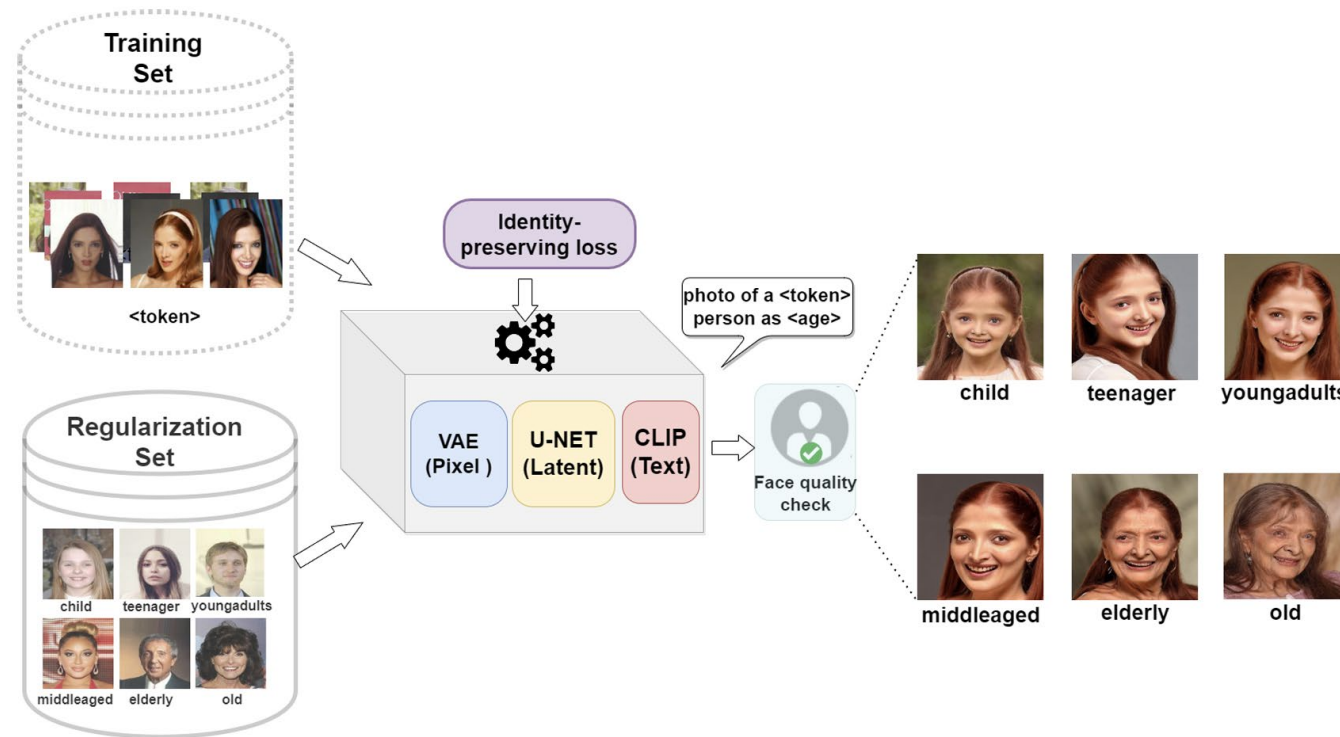 Training
Set
<token>
Regularization
Set
child
teenager
youngadults
middleaged
elderly
old
Identity-
preserving loss
VAE
(Pixel )
U-NET
(Latent)
CLIP
(Text)
photo of a <token>
person as <age>
Face quality
check
child
teenager
youngadults
middleaged
elderly
old